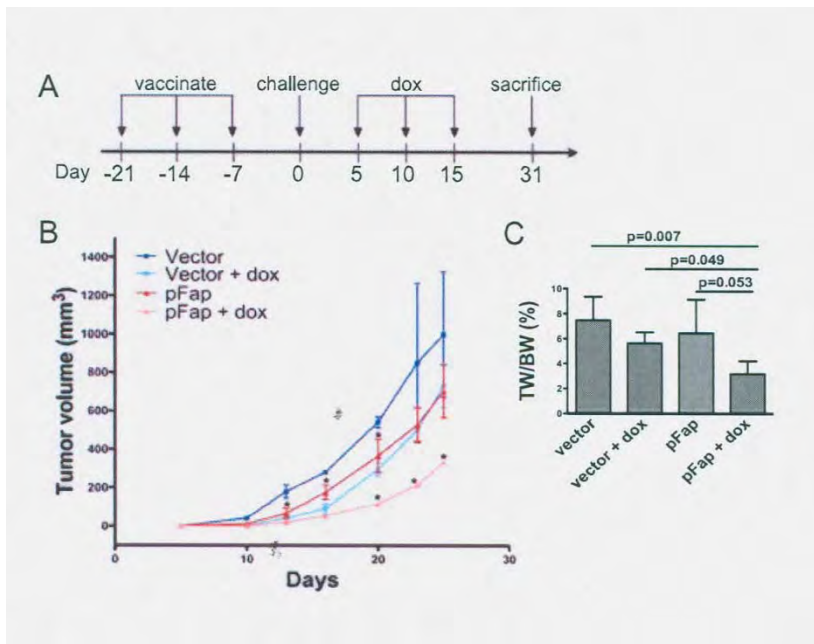 A
vaccinate challenge dox sacrifice
Day -21 -14 -7 0 5 10 15 31
B
Vector
Vector + dox
pFap
pFap + dox
Tumor volume (mm³)
1400
1200
1000
800
600
400
200
0
0 10 20 30
Days
C
p=0.007
p=0.049
p=0.053
TW/BW (%)
10
8
6
4
2
0
vector
vector + dox
pFap
pFap + dox